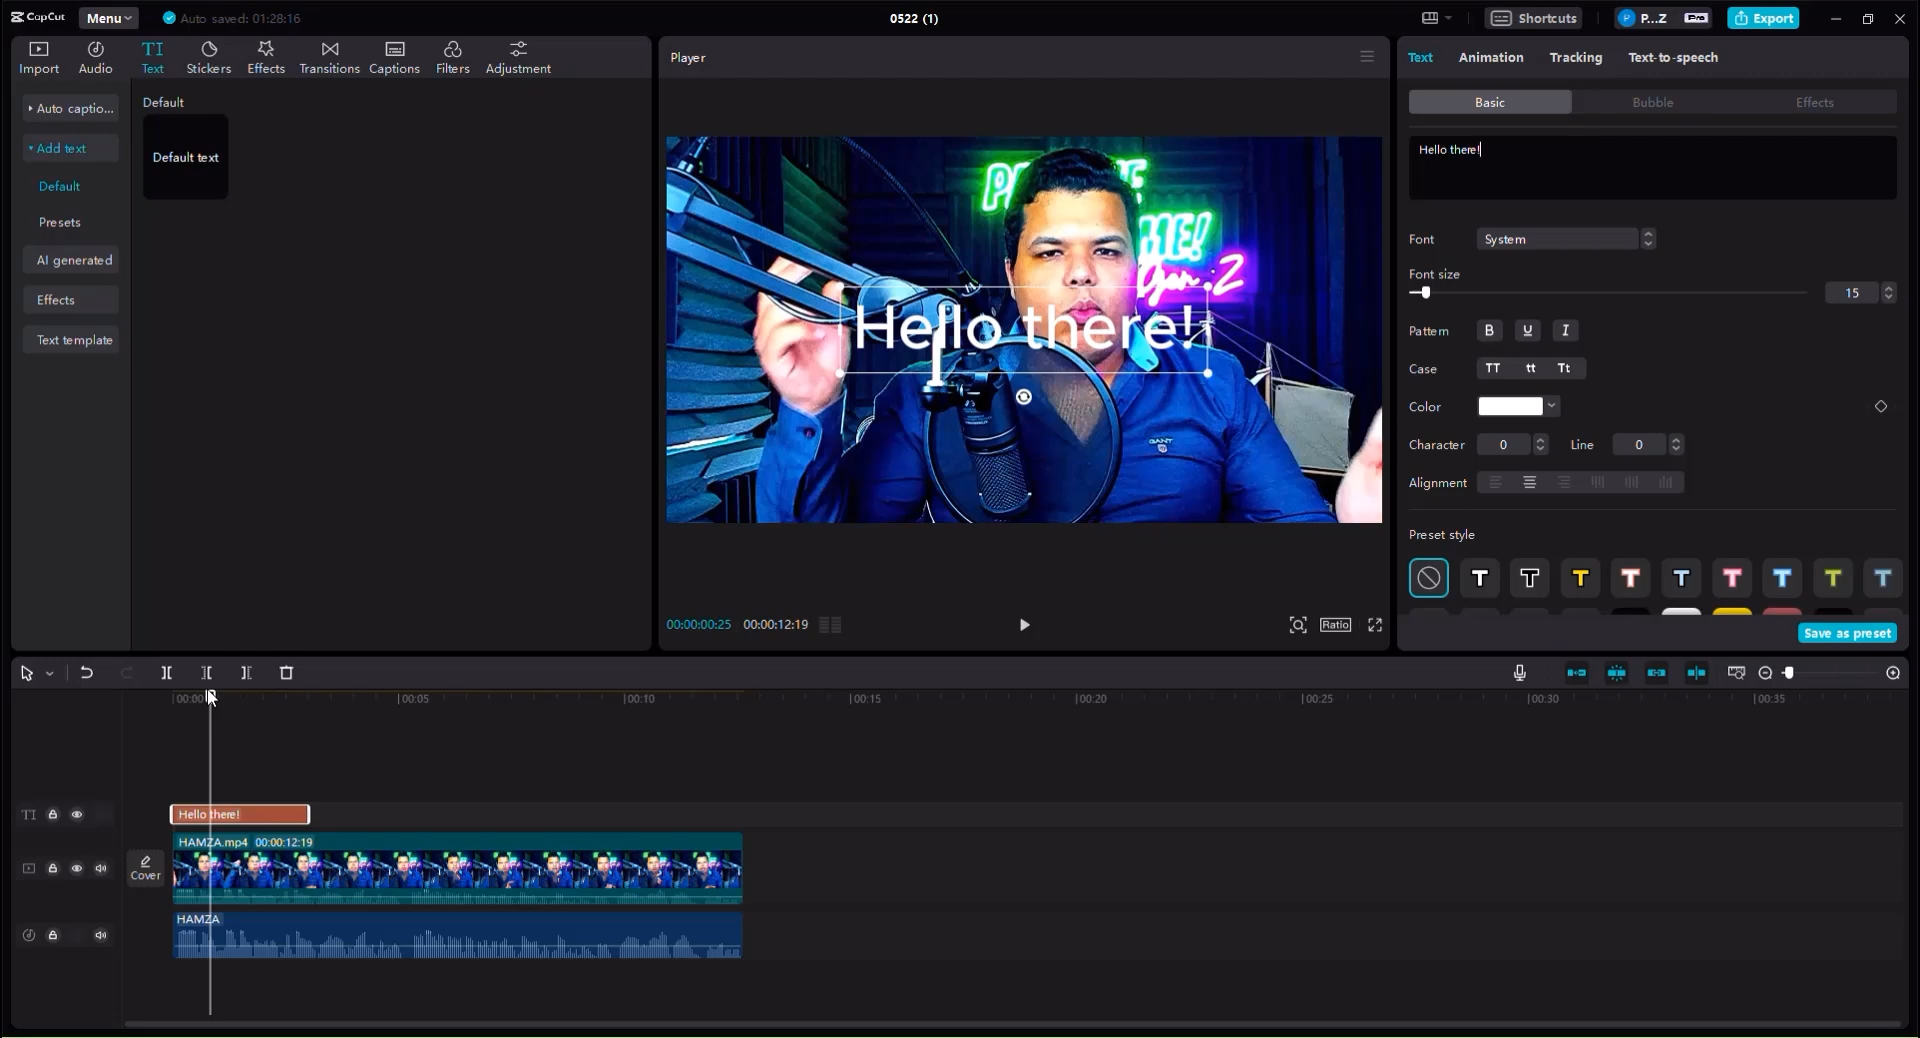 CapCut
Menu
Auto saved: 01:28:16
0522 (1)
Shortcuts
P...Z
Pro
Export
Import
Audio
TI
Text
Stickers
Effects
Transitions
Captions
Filters
Adjustment
Auto captio...
Add text
Default
Presets
AI generated
Effects
Text template
Default
Default text
Player
Hello there!
GANT
00:00:00:25
00:00:12:19
Ratio
Text
Animation
Tracking
Text-to-speech
Basic
Bubble
Effects
Hello there!
Font
System
Font size
15
Pattern
B
U
I
Case
TT
tt
Tt
Color
Character
0
Line
0
Alignment
Preset style
T T T T T T T T T
Save as preset
00:00
00:05
00:10
00:15
00:20
00:25
00:30
00:35
TI
Hello there!
HAMZA.mp4 00:00:12:19
Cover
HAMZA